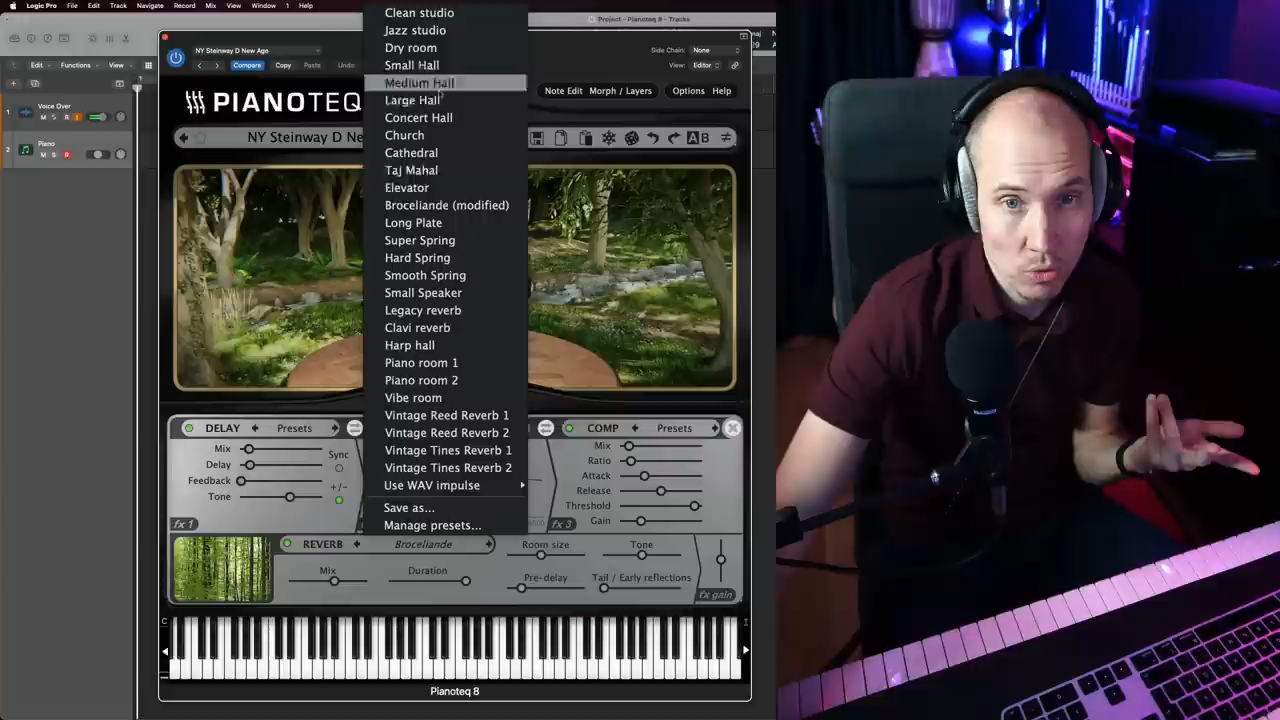 Logic Pro File Edit Track Navigate Record Mix View Window 1 Help
Project - Pianoteq 8 - Tracks
Edit Functions View
1 Voice Over
M S R I
2 Piano
M S R
NY Steinway D New Age
Compare Copy Paste Undo
Side Chain: None
View: Editor
PIANOTEQ
Note Edit Morph / Layers Options Help
NY Steinway D Ne
AB
Clean studio
Jazz studio
Dry room
Small Hall
Medium Hall
Large Hall
Concert Hall
Church
Cathedral
Taj Mahal
Elevator
Broceliande (modified)
Long Plate
Super Spring
Hard Spring
Smooth Spring
Small Speaker
Legacy reverb
Clavi reverb
Harp hall
Piano room 1
Piano room 2
Vibe room
Vintage Reed Reverb 1
Vintage Reed Reverb 2
Vintage Tines Reverb 1
Vintage Tines Reverb 2
Use WAV impulse
Save as...
Manage presets...
DELAY Presets
Mix
Delay
Feedback
Tone
Sync
+/-
fx 1
COMP Presets
Mix
Ratio
Attack
Release
Threshold
Gain
fx 3
REVERB Broceliande
Mix Duration
Room size Tone
Pre-delay Tail / Early reflections
fx gain
C
Pianoteq 8